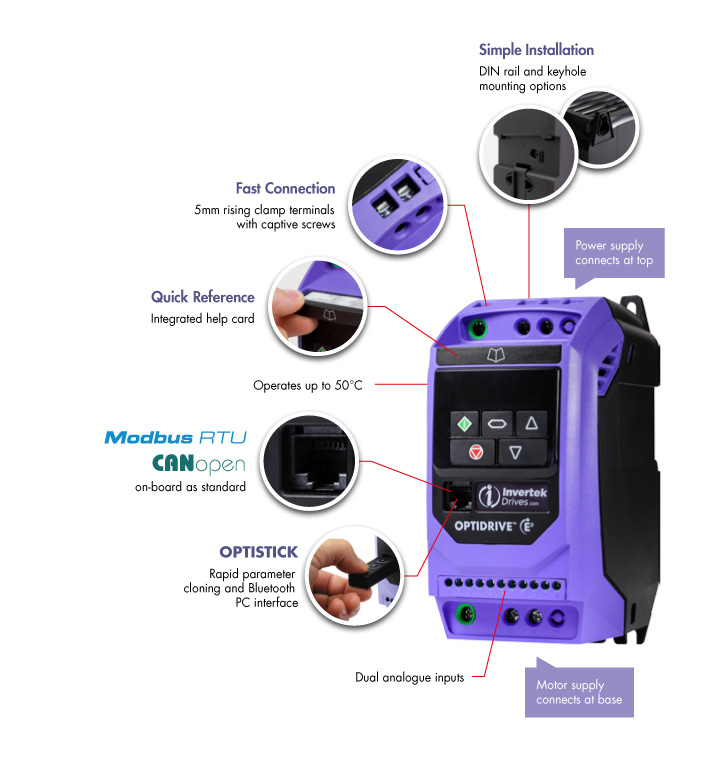 Simple Installation
DIN rail and keyhole
mounting options
Fast Connection
5mm rising clamp terminals
with captive screws
Power supply
connects at top
Quick Reference
Integrated help card
Operates up to 50°C
Modbus RTU
CANopen
on-board as standard
Invertek
Drives.com
OPTIDRIVE™ E³
OPTISTICK
Rapid parameter
cloning and Bluetooth
PC interface
Dual analogue inputs
Motor supply
connects at base